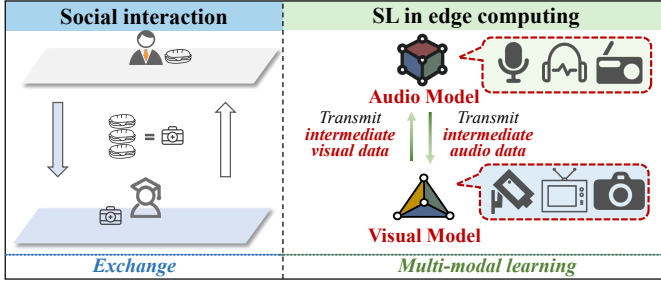 Social interaction
=
Exchange
SL in edge computing
Audio Model
Transmit
intermediate
visual data
Transmit
intermediate
audio data
Visual Model
Multi-modal learning